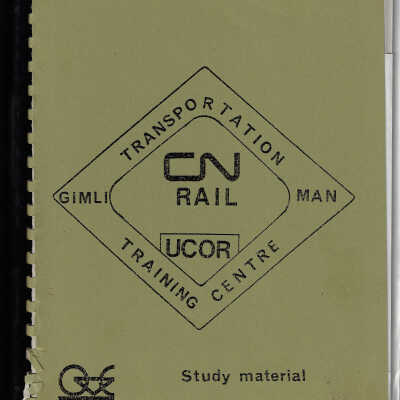 TRANSPORTATION
CN
GiMLI
RAIL
MAN
UCOR
TRAINING CENTRE
Study material